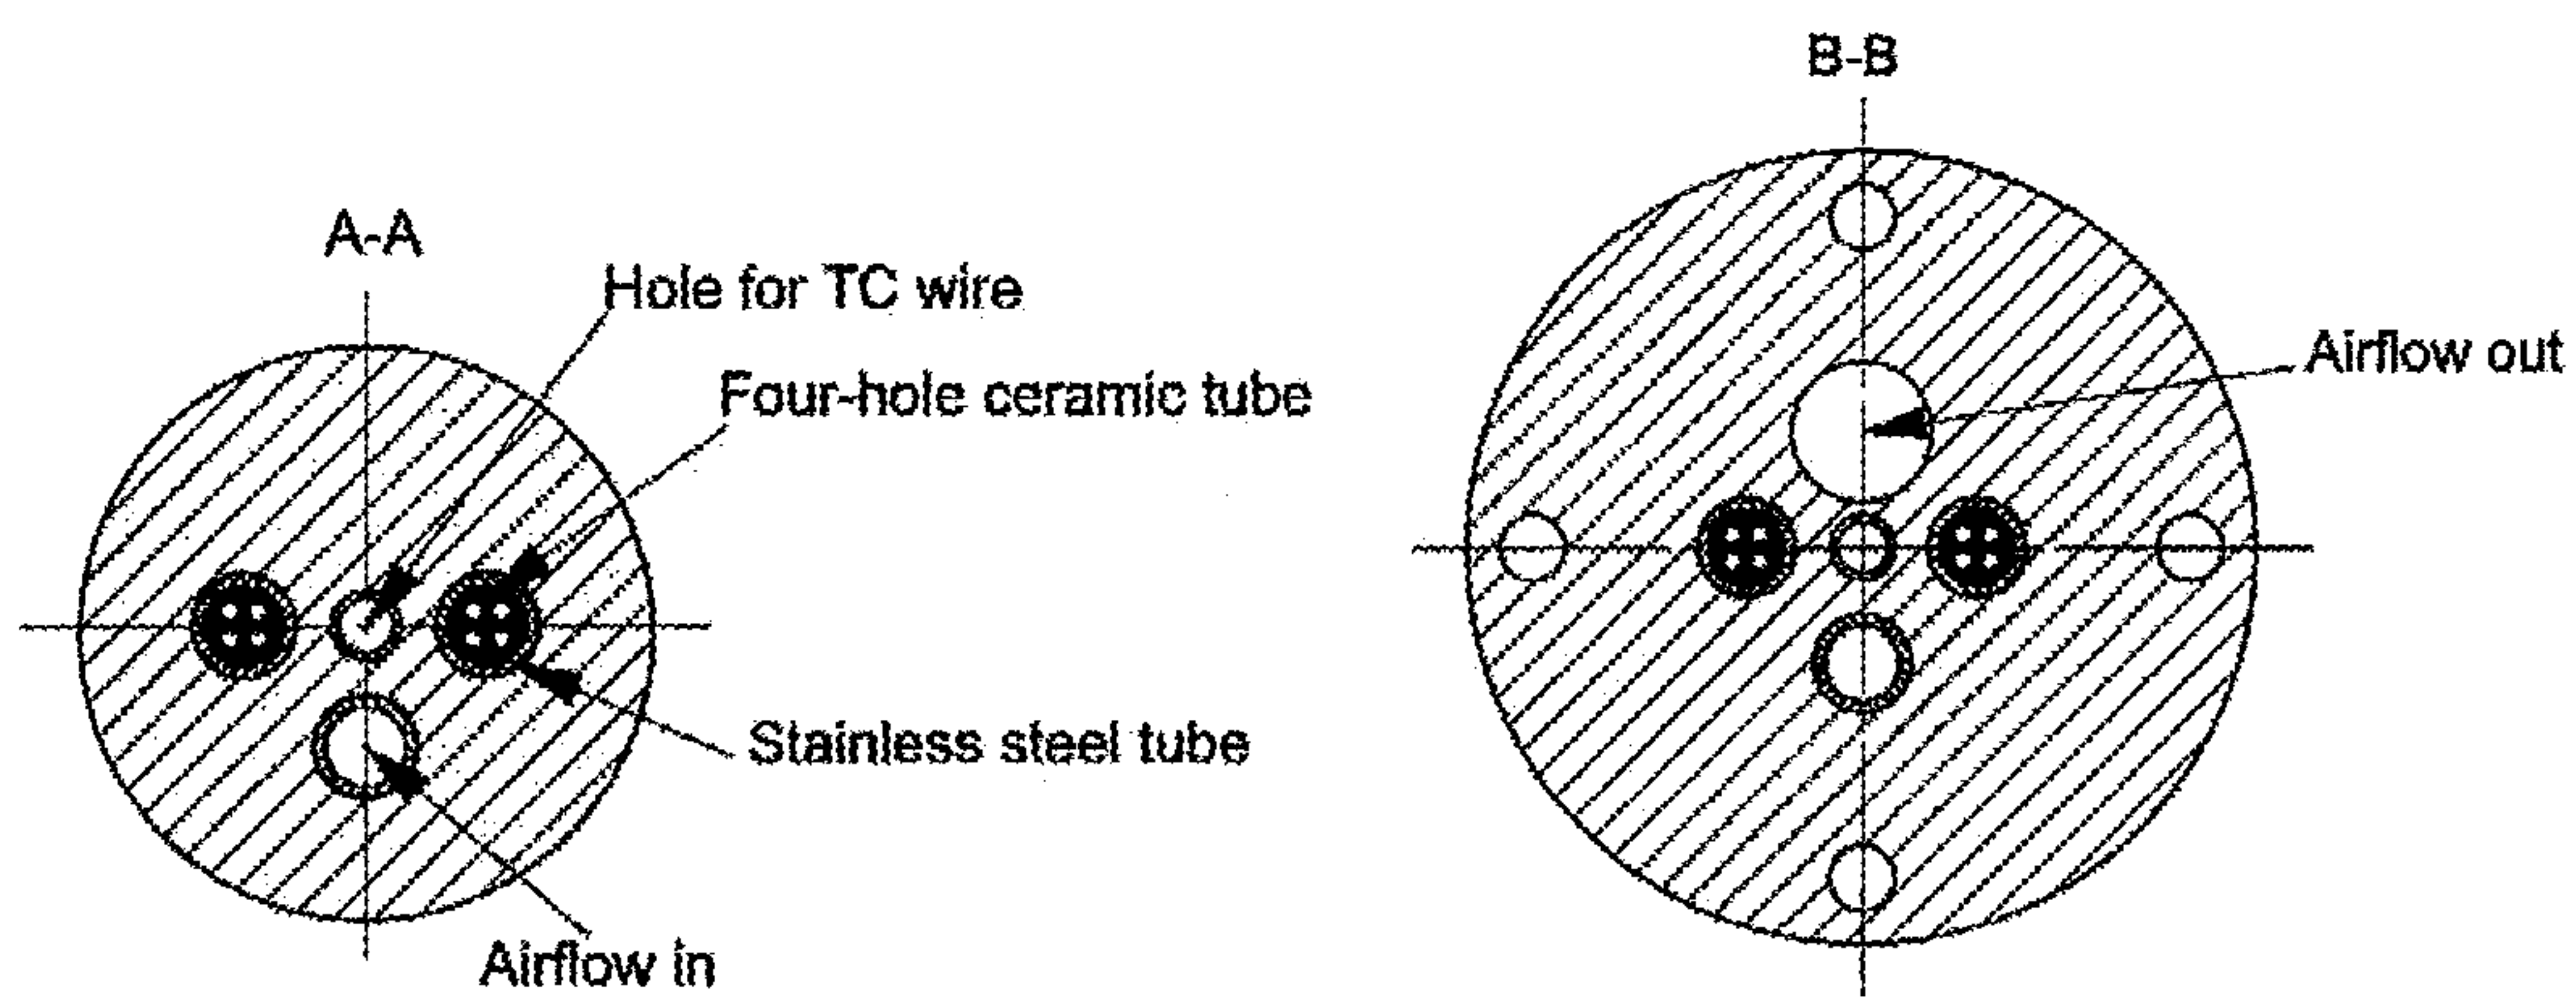 A-A
Hole for TC wire
Four-hole ceramic tube
Stainless steel tube
Airflow in
B-B
Airflow out